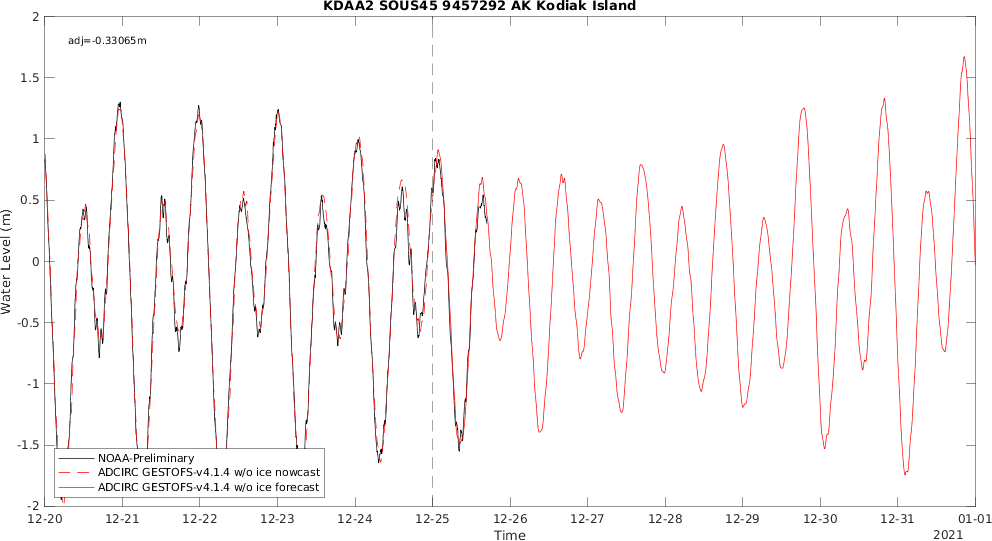 KDAA2 SOUS45 9457292 AK Kodiak Island
adj=-0.33065m
2
1.5
1
0.5
0
-0.5
-1
-1.5
-2
Water Level (m)
NOAA-Preliminary
ADCIRC GESTOFS-v4.1.4 w/o ice nowcast
ADCIRC GESTOFS-v4.1.4 w/o ice forecast
12-20 12-21 12-22 12-23 12-24 12-25 12-26 12-27 12-28 12-29 12-30 12-31 01-01
Time
2021